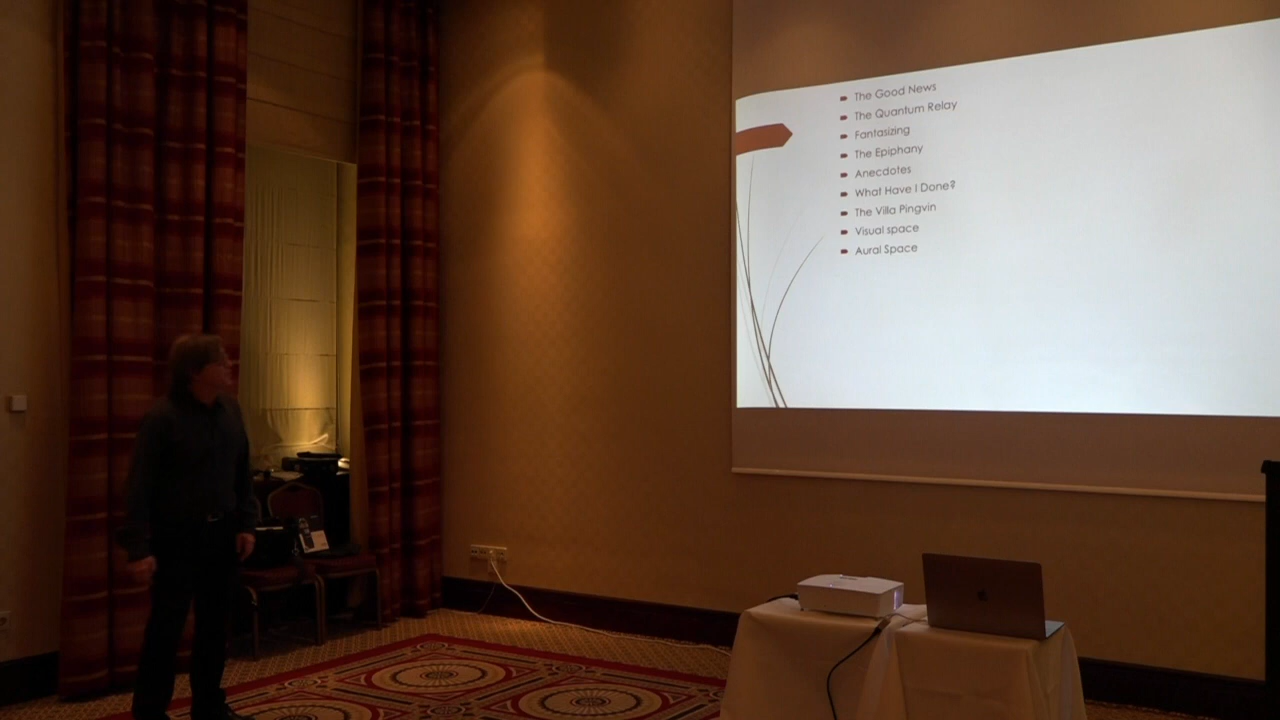 The Good News
The Quantum Relay
Fantasizing
The Epiphany
Anecdotes
What Have I Done?
The Villa Pingvin
Visual space
Aural Space